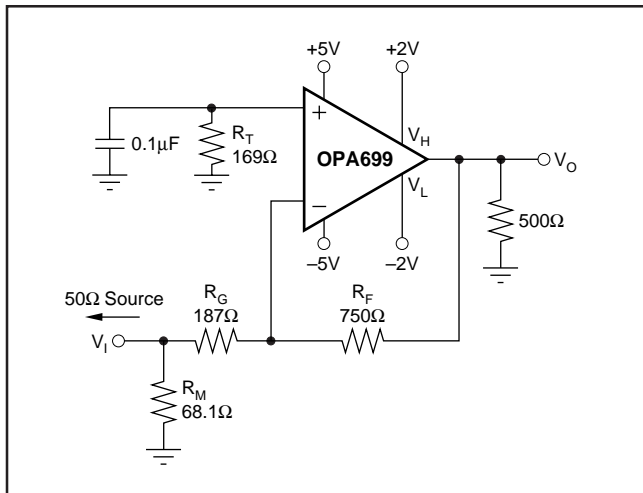 +5V
+2V
0.1µF
R_T
169Ω
+
V_H
OPA699
V_O
V_L
−
500Ω
−5V
−2V
50Ω Source
R_G
187Ω
R_F
750Ω
V_I
R_M
68.1Ω